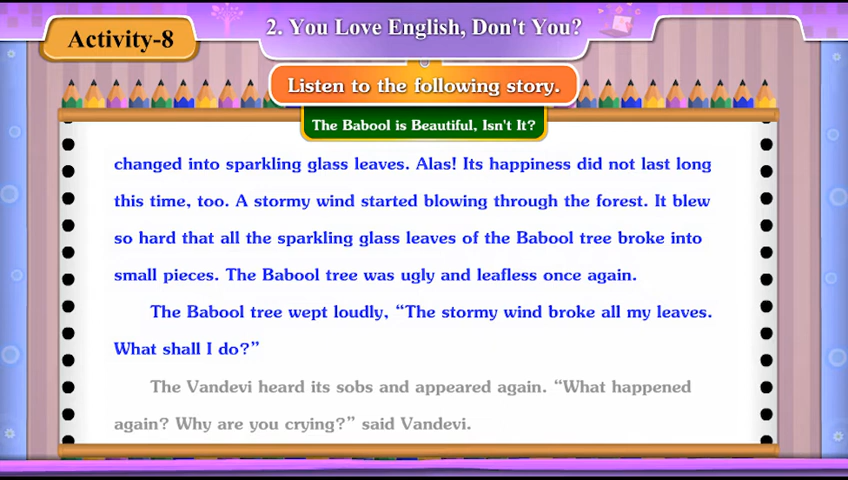 2. You Love English, Don't You?
Activity-8
Listen to the following story.
The Babool is Beautiful, Isn't It?
changed into sparkling glass leaves. Alas! Its happiness did not last long
this time, too. A stormy wind started blowing through the forest. It blew
so hard that all the sparkling glass leaves of the Babool tree broke into
small pieces. The Babool tree was ugly and leafless once again.
The Babool tree wept loudly, “The stormy wind broke all my leaves.
What shall I do?”
The Vandevi heard its sobs and appeared again. “What happened
again? Why are you crying?” said Vandevi.